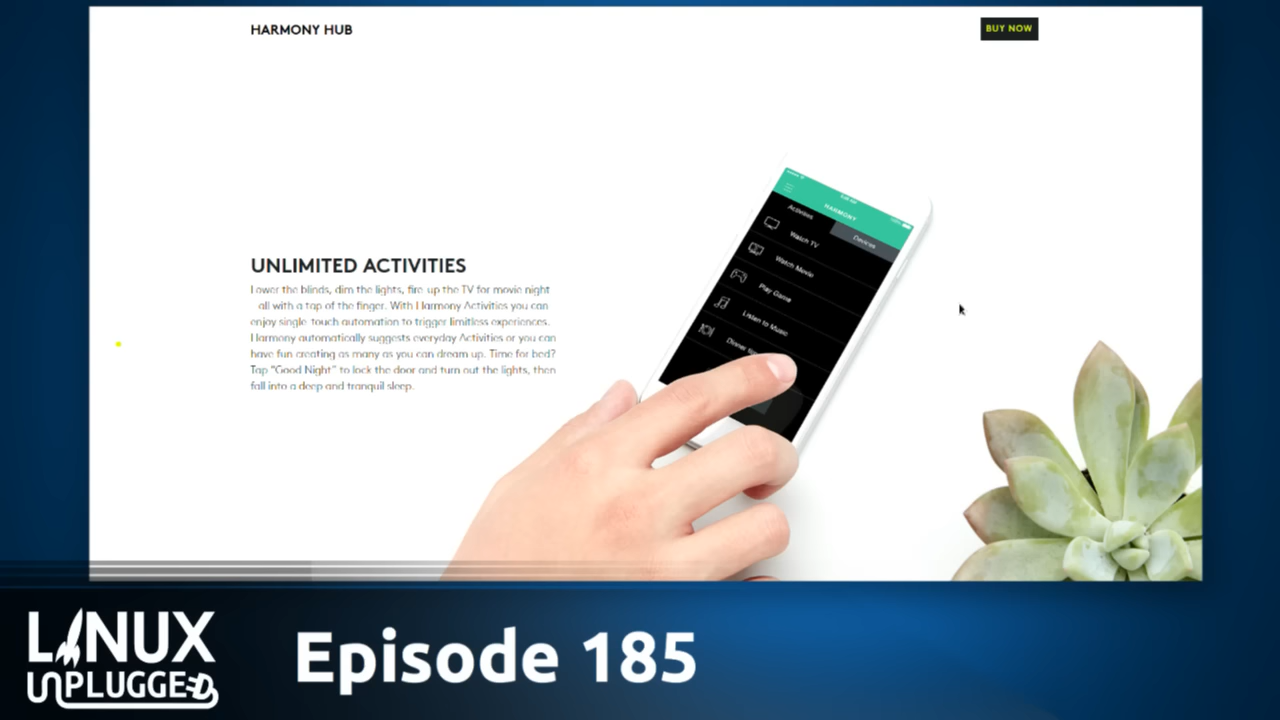 HARMONY HUB
BUY NOW
HARMONY
Activities
Devices
Watch TV
Watch Movie
Play Game
Listen to Music
Dinner
UNLIMITED ACTIVITIES
Lower the blinds, dim the lights, fire up the TV for movie night
all with a tap of the finger. With Harmony Activities you can
enjoy single touch automation to trigger limitless experiences.
Harmony automatically suggests everyday Activities or you can
have fun creating as many as you can dream up. Time for bed?
Tap “Good Night” to lock the door and turn out the lights, then
fall into a deep and tranquil sleep.
LINUX
UNPLUGGED
Episode 185